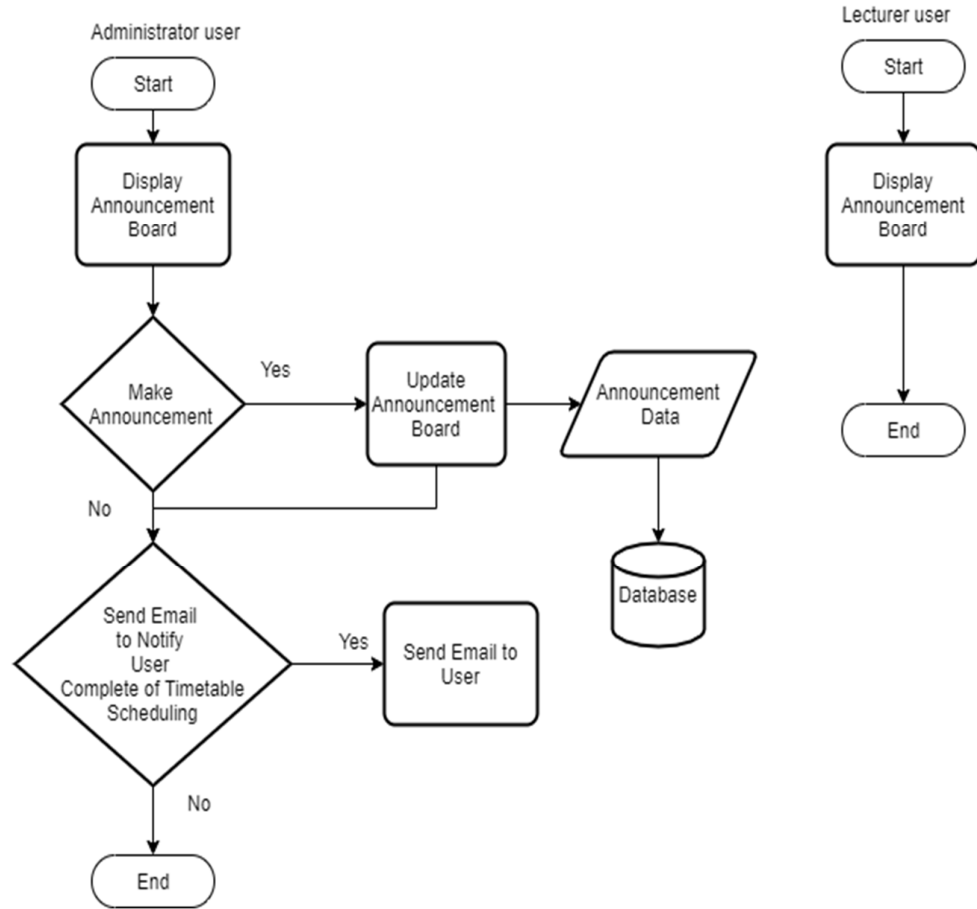 Administrator user
Start
Display
Announcement
Board
Make
Announcement
Yes
Update
Announcement
Board
Announcement
Data
Database
No
Send Email
to Notify
User
Complete of Timetable
Scheduling
Yes
Send Email to
User
No
End
Lecturer user
Start
Display
Announcement
Board
End